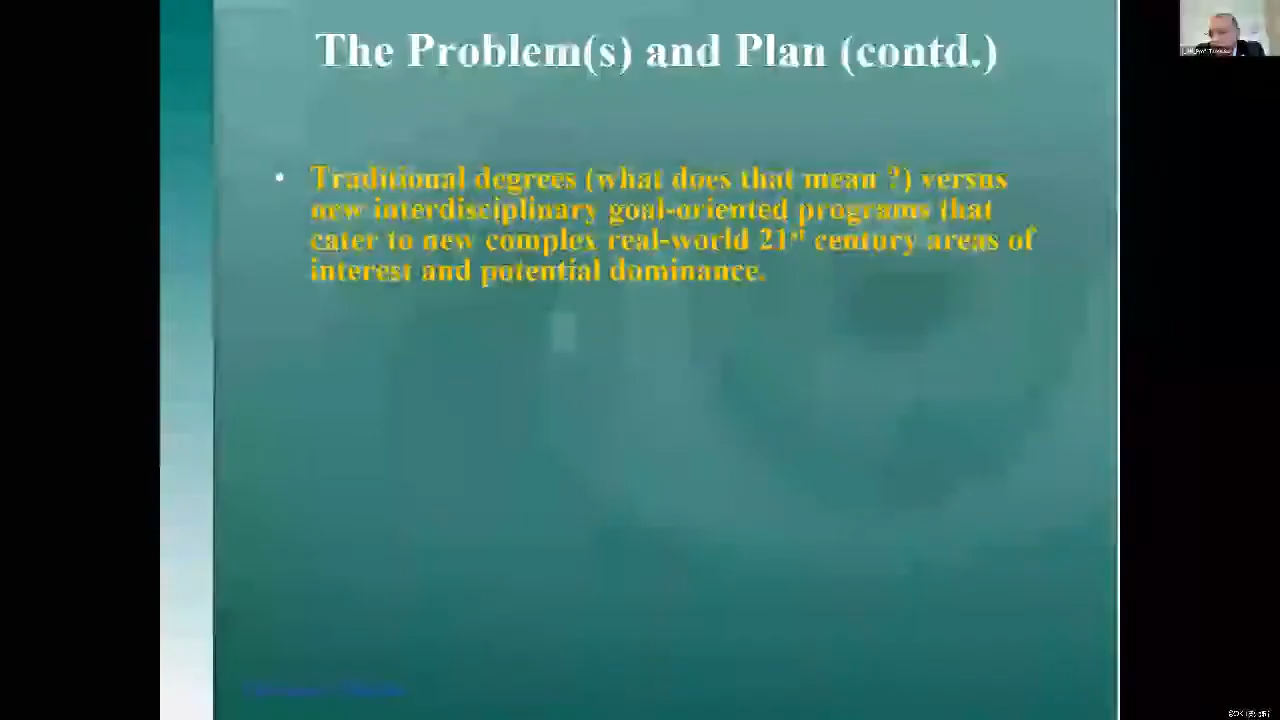 The Problem(s) and Plan (contd.)
• Traditional degrees (what does that mean ?) versus
new interdisciplinary goal-oriented programs that
cater to new complex real-world 21st century areas of
interest and potential dominance.